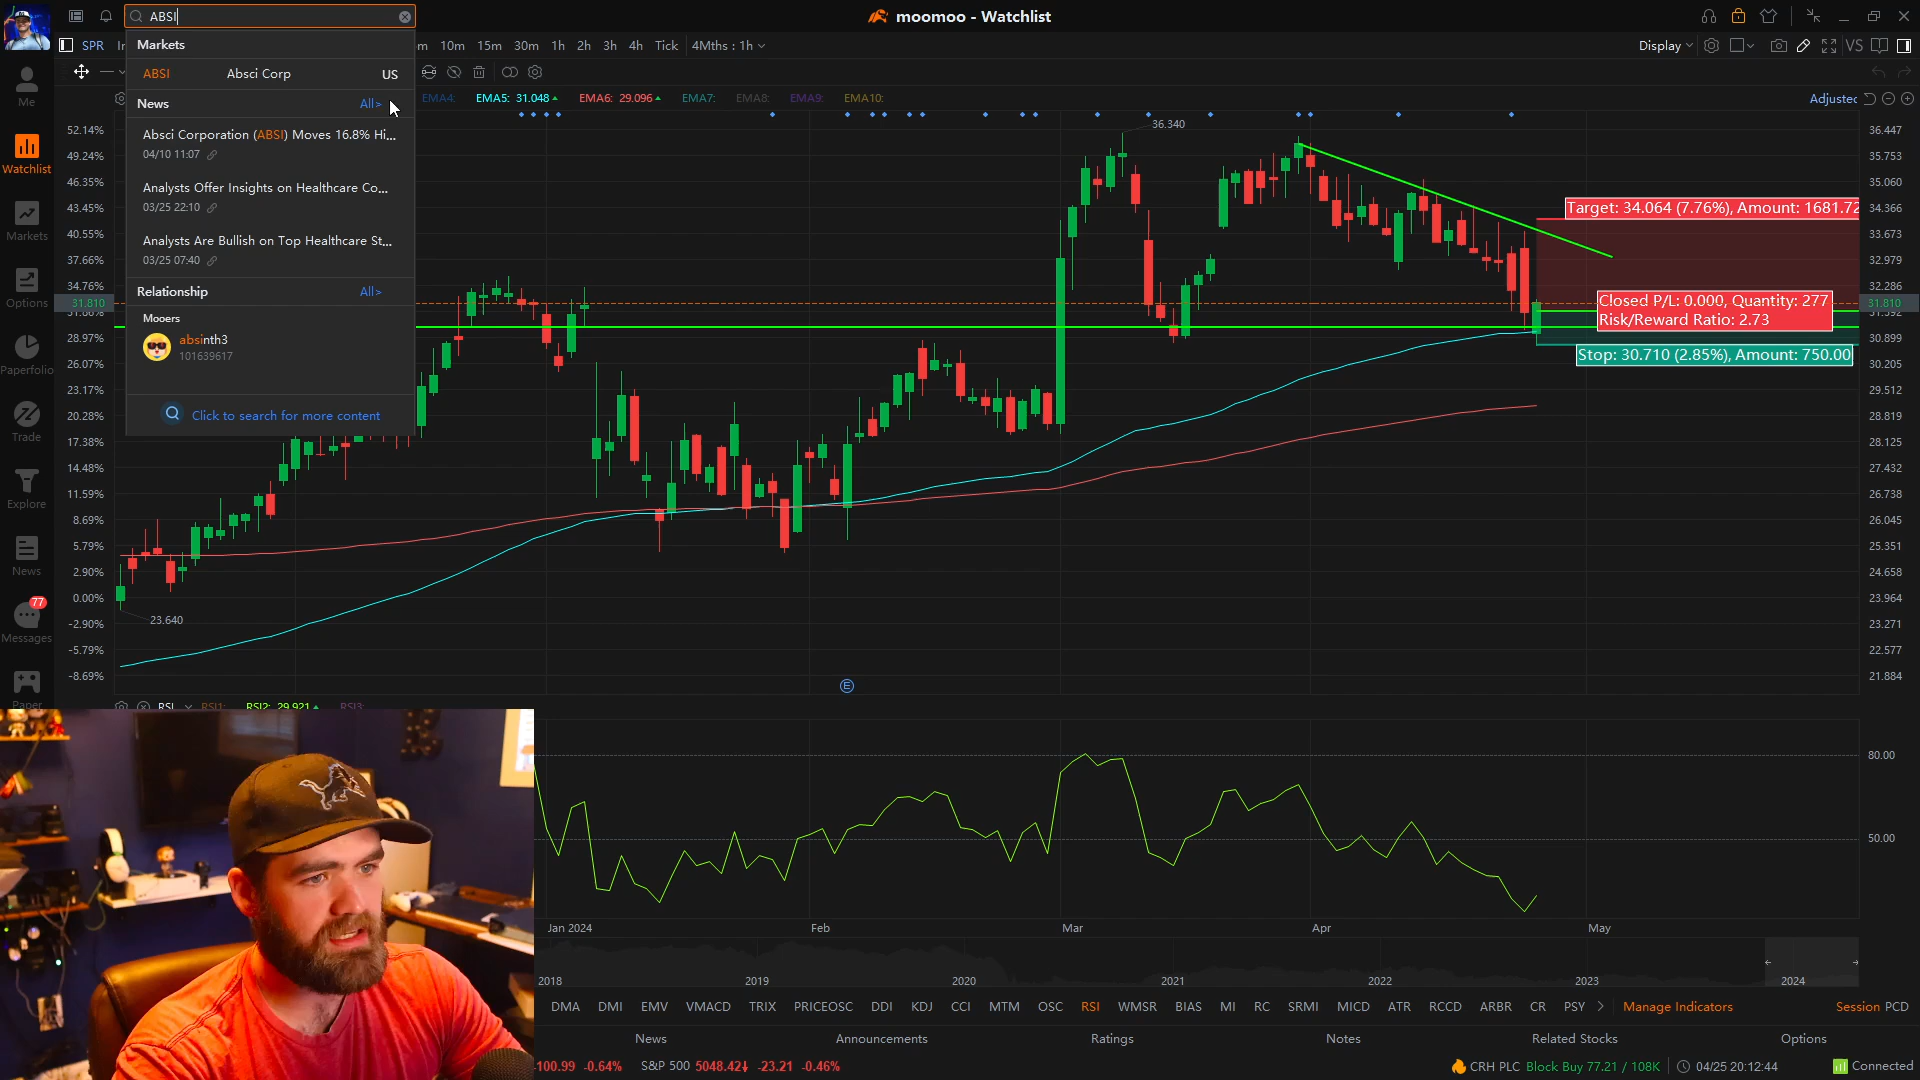 ABSI
moomoo - Watchlist
SPR
10m 15m 30m 1h 2h 3h 4h Tick 4Mths : 1h
Display
VS
Markets
ABSI Absci Corp US
News All>
Absci Corporation (ABSI) Moves 16.8% Hi...
04/10 11:07
Analysts Offer Insights on Healthcare Co...
03/25 22:10
Analysts Are Bullish on Top Healthcare St...
03/25 07:40
Relationship All>
Mooers
absinth3
101639617
Click to search for more content
EMA4: EMA5: 31.048 EMA6: 29.096 EMA7: EMA8: EMA9: EMA10:
Adjusted
Me
Watchlist
Markets
Options
Paperfolio
Trade
Explore
News
77
Messages
Paper
52.14%
49.24%
46.35%
43.45%
40.55%
37.66%
34.76%
31.810
28.97%
26.07%
23.17%
20.28%
17.38%
14.48%
11.59%
8.69%
5.79%
2.90%
0.00%
-2.90%
-5.79%
-8.69%
36.340
23.640
E
Target: 34.064 (7.76%), Amount: 1681.72
Closed P/L: 0.000, Quantity: 277
Risk/Reward Ratio: 2.73
Stop: 30.710 (2.85%), Amount: 750.00
36.447
35.753
35.060
34.366
33.673
32.979
32.286
31.810
31.592
30.899
30.205
29.512
28.819
28.125
27.432
26.738
26.045
25.351
24.658
23.964
23.271
22.577
21.884
RSI RSI1: RSI2: 29.921 RSI3:
80.00
50.00
Jan 2024 Feb Mar Apr May
2018 2019 2020 2021 2022 2023 2024
DMA DMI EMV VMACD TRIX PRICEOSC DDI KDJ CCI MTM OSC RSI WMSR BIAS MI RC SRMI MICD ATR RCCD ARBR CR PSY Manage Indicators Session PCD
News Announcements Ratings Notes Related Stocks Options
-100.99 -0.64% S&P 500 5048.42 -23.21 -0.46% CRH PLC Block Buy 77.21 / 108K 04/25 20:12:44 Connected